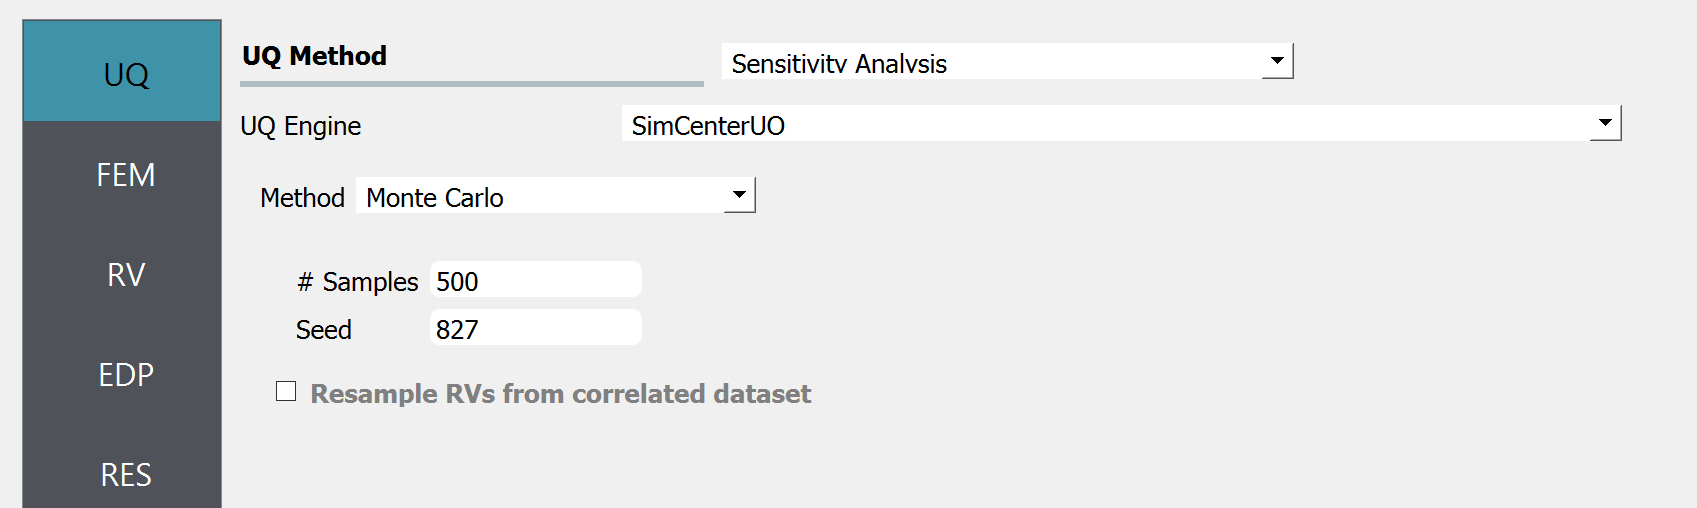 UQ
UQ Method
Sensitivity Analysis
UQ Engine
SimCenterUQ
FEM
Method
Monte Carlo
RV
# Samples
500
Seed
827
EDP
Resample RVs from correlated dataset
RES